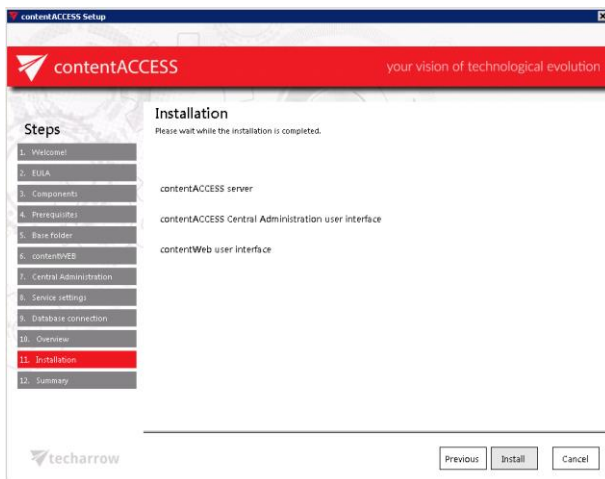 contentACCESS Setup
contentACCESS
your vision of technological evolution
Steps
1. Welcome!
2. EULA
3. Components
4. Prerequisites
5. Base folder
6. contentWEB
7. Central Administration
8. Service settings
9. Database connection
10. Overview
11. Installation
12. Summary
Installation
Please wait while the installation is completed.
contentACCESS server
contentACCESS Central Administration user interface
contentWeb user interface
techarrow
Previous
Install
Cancel